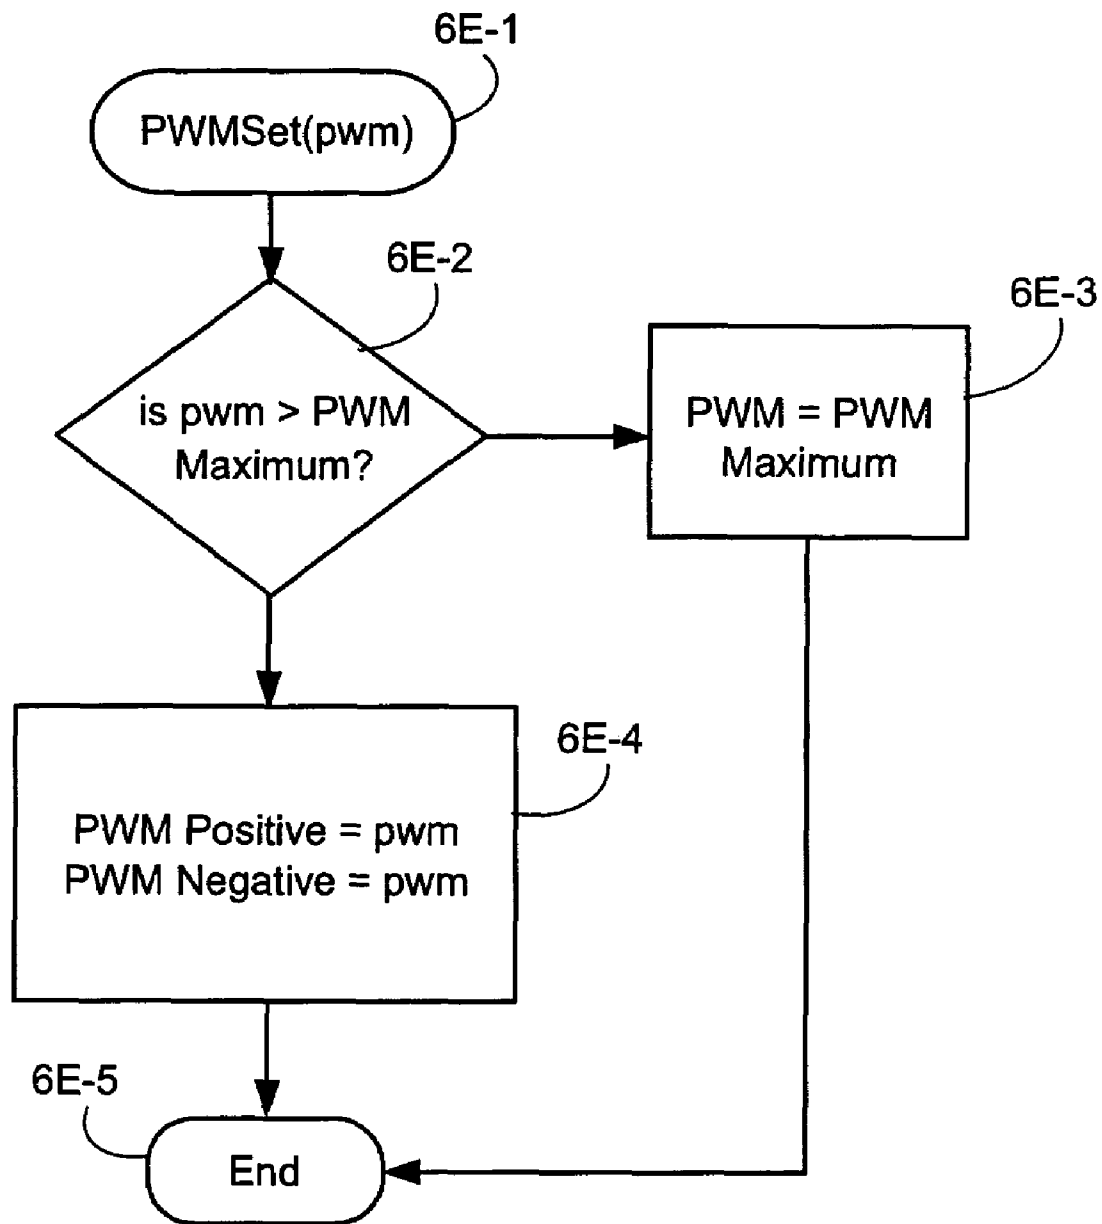 6E-1
PWMSet(pwm)
6E-2
is pwm > PWM
Maximum?
6E-3
PWM = PWM
Maximum
6E-4
PWM Positive = pwm
PWM Negative = pwm
6E-5
End